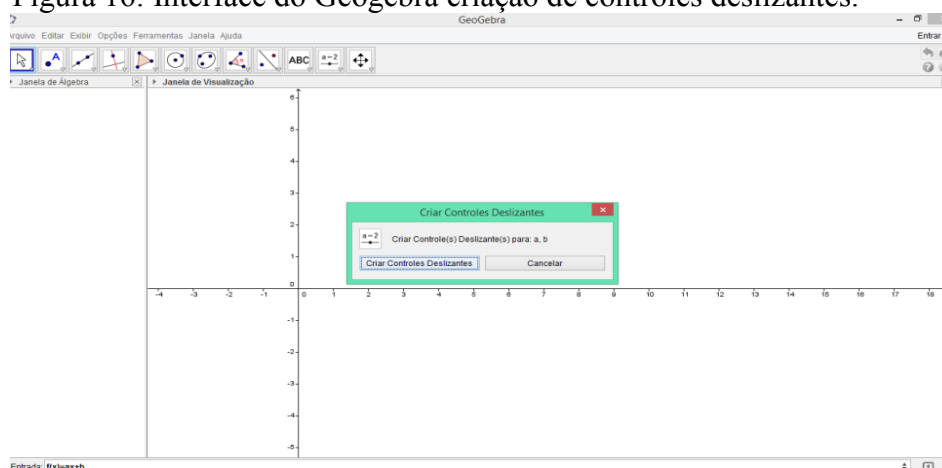 Figura 16: Interface do Geogebra criação de controles deslizantes.
GeoGebra
Arquivo Editar Exibir Opções Ferramentas Janela Ajuda
Entrar
A
ABC
a=2
Janela de Álgebra
Janela de Visualização
6
5
4
3
2
1
0
Criar Controles Deslizantes
a=2
Criar Controle(s) Deslizante(s) para: a, b
Criar Controles Deslizantes Cancelar
-4 -3 -2 -1 0 1 2 3 4 5 6 7 8 9 10 11 12 13 14 15 16 17 18
-1
-2
-3
-4
-5
Entrada: f(x)=ax+b